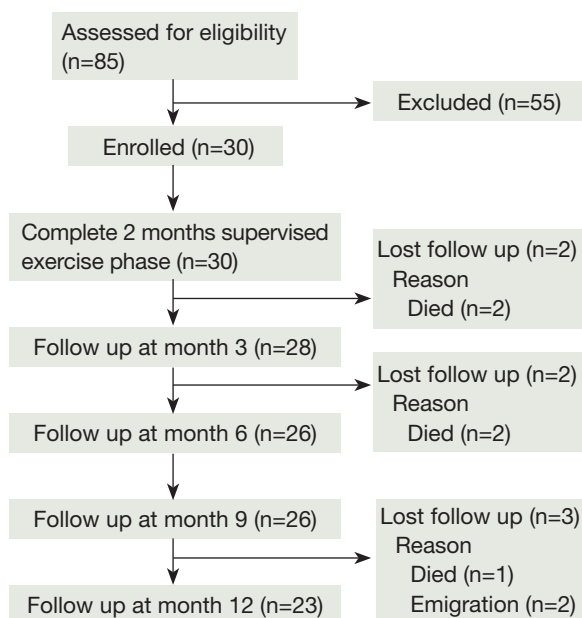 Assessed for eligibility
(n=85)
Excluded (n=55)
Enrolled (n=30)
Complete 2 months supervised
exercise phase (n=30)
Lost follow up (n=2)
Reason
Died (n=2)
Follow up at month 3 (n=28)
Lost follow up (n=2)
Reason
Died (n=2)
Follow up at month 6 (n=26)
Follow up at month 9 (n=26)
Lost follow up (n=3)
Reason
Died (n=1)
Emigration (n=2)
Follow up at month 12 (n=23)